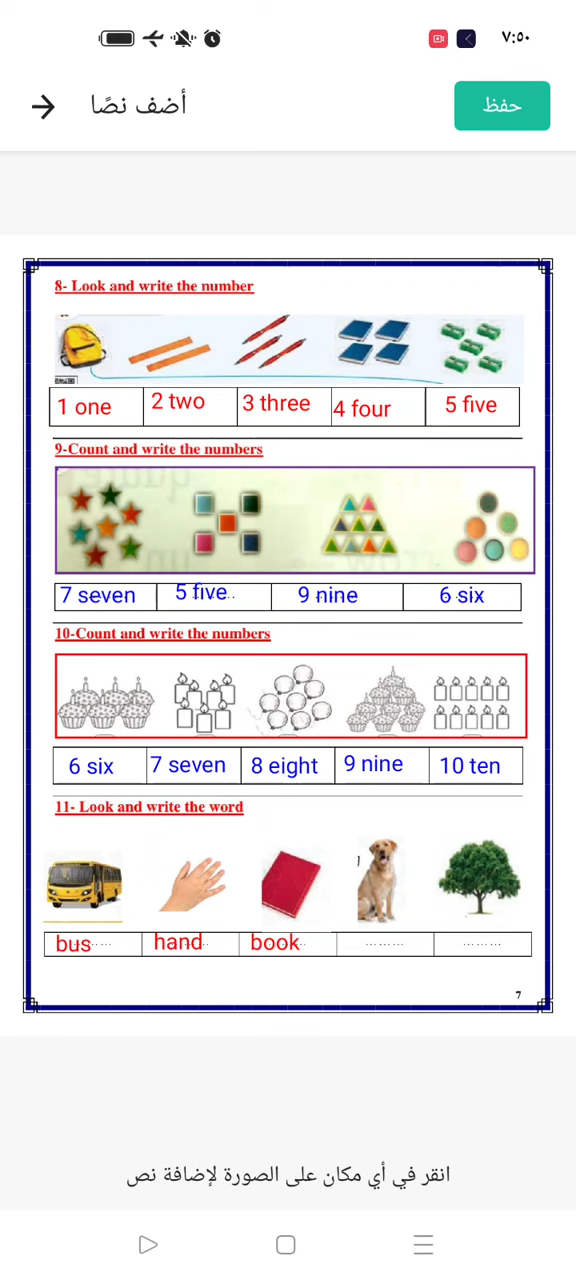 ٧:٥٠
أضف نصًا
حفظ
8- Look and write the number
1 one 2 two 3 three 4 four 5 five
9-Count and write the numbers
7 seven 5 five.. 9 nine 6 six
10-Count and write the numbers
6 six 7 seven 8 eight 9 nine 10 ten
11- Look and write the word
bus.... hand.. book.. ……… ………
7
انقر في أي مكان على الصورة لإضافة نص